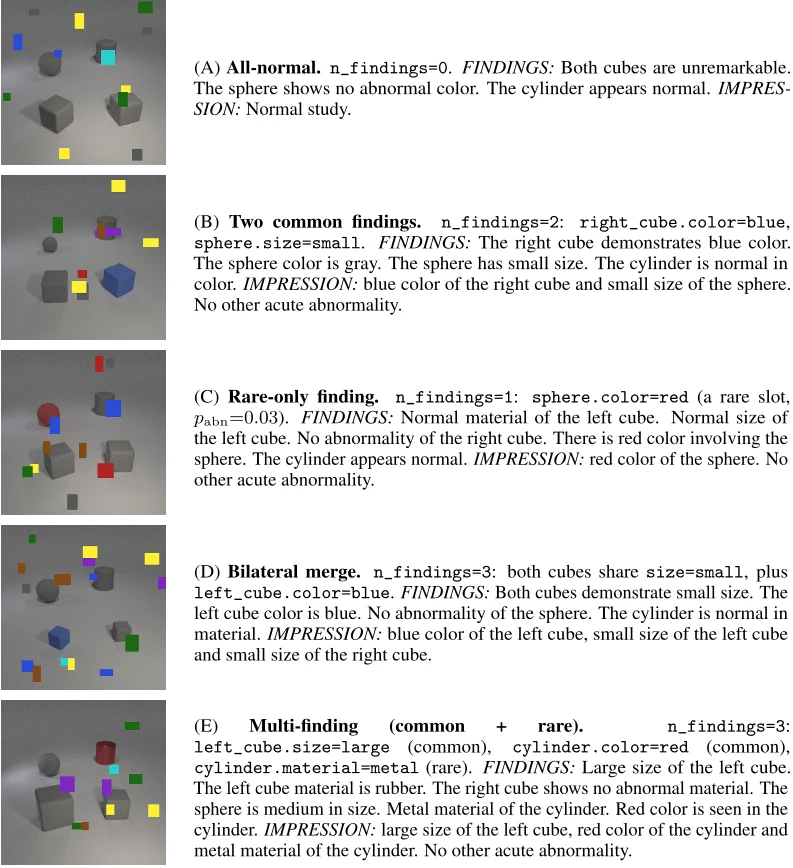 (A) All-normal. n_findings=0. FINDINGS: Both cubes are unremarkable.
The sphere shows no abnormal color. The cylinder appears normal. IMPRES-
SION: Normal study.
(B) Two common findings. n_findings=2: right_cube.color=blue,
sphere.size=small. FINDINGS: The right cube demonstrates blue color.
The sphere color is gray. The sphere has small size. The cylinder is normal in
color. IMPRESSION: blue color of the right cube and small size of the sphere.
No other acute abnormality.
(C) Rare-only finding. n_findings=1: sphere.color=red (a rare slot,
p_abn=0.03). FINDINGS: Normal material of the left cube. Normal size of
the left cube. No abnormality of the right cube. There is red color involving the
sphere. The cylinder appears normal. IMPRESSION: red color of the sphere. No
other acute abnormality.
(D) Bilateral merge. n_findings=3: both cubes share size=small, plus
left_cube.color=blue. FINDINGS: Both cubes demonstrate small size. The
left cube color is blue. No abnormality of the sphere. The cylinder is normal in
material. IMPRESSION: blue color of the left cube, small size of the left cube
and small size of the right cube.
(E) Multi-finding (common + rare). n_findings=3:
left_cube.size=large (common), cylinder.color=red (common),
cylinder.material=metal (rare). FINDINGS: Large size of the left cube.
The left cube material is rubber. The right cube shows no abnormal material. The
sphere is medium in size. Metal material of the cylinder. Red color is seen in the
cylinder. IMPRESSION: large size of the left cube, red color of the cylinder and
metal material of the cylinder. No other acute abnormality.